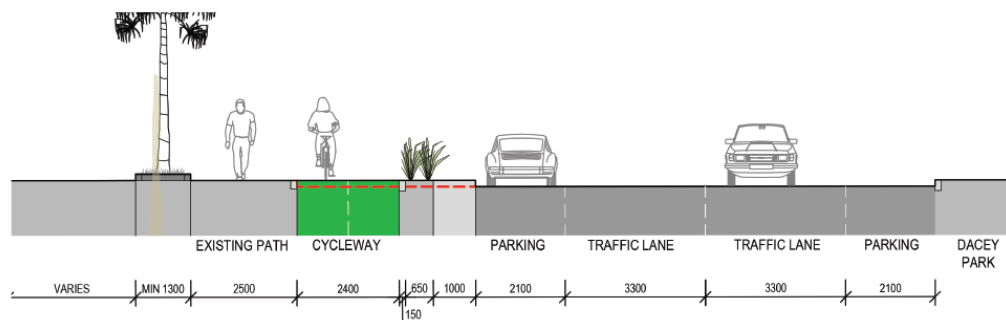 EXISTING PATH CYCLEWAY PARKING TRAFFIC LANE TRAFFIC LANE PARKING DACEY
PARK
VARIES MIN 1300 2500 2400 650 1000 2100 3300 3300 2100
150